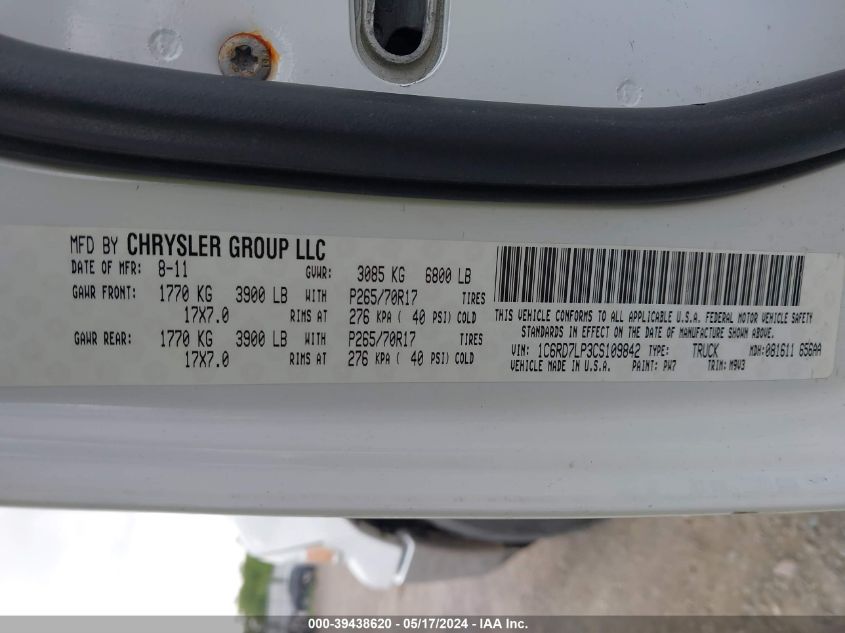 MFD BY CHRYSLER GROUP LLC
DATE OF MFR: 8-11 GVWR: 3085 KG 6800 LB
GAWR FRONT: 1770 KG 3900 LB WITH P265/70R17 TIRES
17X7.0 RIMS AT 276 KPA ( 40 PSI) COLD
GAWR REAR: 1770 KG 3900 LB WITH P265/70R17 TIRES
17X7.0 RIMS AT 276 KPA ( 40 PSI) COLD
THIS VEHICLE CONFORMS TO ALL APPLICABLE U.S.A. FEDERAL MOTOR VEHICLE SAFETY
STANDARDS IN EFFECT ON THE DATE OF MANUFACTURE SHOWN ABOVE.
VIN: 1C6RD7LP3CS109842 TYPE: TRUCK MDH: 081611 656AA
VEHICLE MADE IN U.S.A. PAINT: PW7 TRIM: M9V3
000-39438620 - 05/17/2024 - IAA Inc.